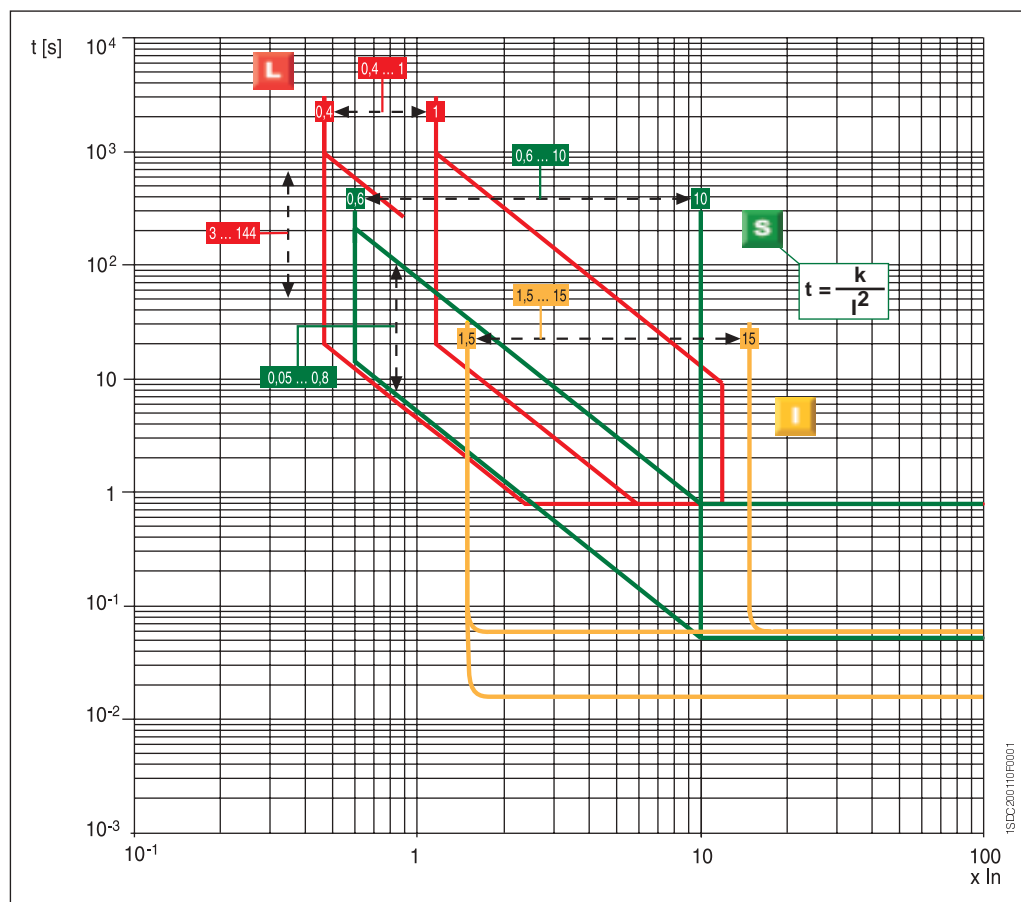 t [s]
10⁴
L
0,4 ... 1
0,4
1
10³
0,6 ... 10
0,6
10
S
3 ... 144
10²
t = k
I²
1,5 ... 15
1,5
15
0,05 ... 0,8
10
I
1
10⁻¹
10⁻²
10⁻³
10⁻¹
1
10
100
x In
1SDC200110F0001